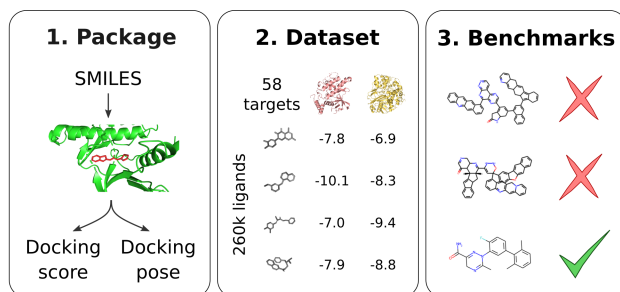 1. Package
SMILES
Docking
score
Docking
pose
2. Dataset
58
targets
260k ligands
-7.8 -6.9
-10.1 -8.3
-7.0 -9.4
-7.9 -8.8
3. Benchmarks